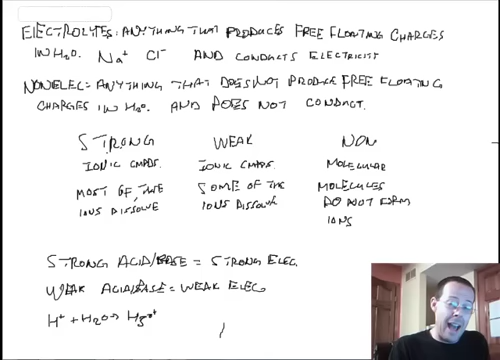 ELECTROLYTES: ANYTHING THAT PRODUCES FREE FLOATING CHARGES
IN H2O. Na+ Cl- AND CONDUCTS ELECTRICITY
NONELEC = ANYTHING THAT DOES NOT PRODUCE FREE FLOATING
CHARGES IN H2O. AND DOES NOT CONDUCT.
STRONG WEAK NON
IONIC CMPDS. IONIC CMPDS. MOLECULAR
MOST OF THE SOME OF THE MOLECULES
IONS DISSOLVE IONS DISSOLVE DO NOT FORM
IONS
STRONG ACID/BASE = STRONG ELEC.
WEAK ACID/BASE = WEAK ELEC
H+ + H2O → H3O+